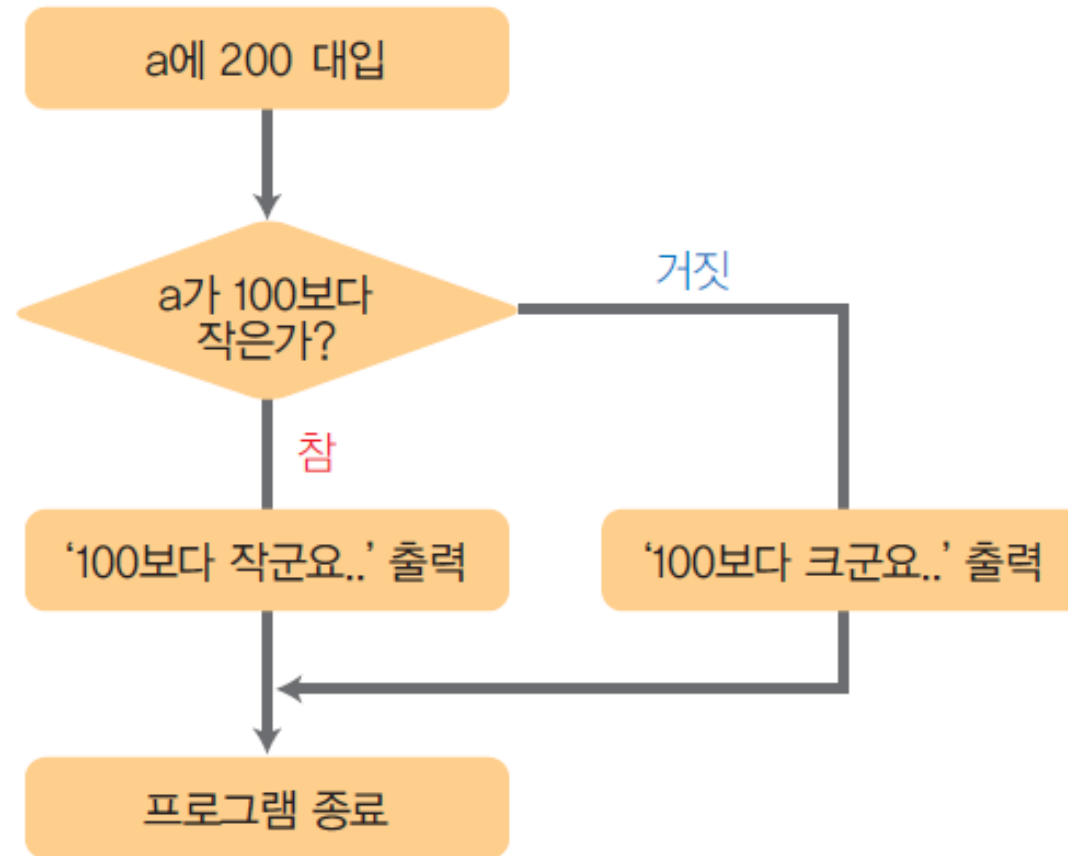 a에 200 대입
a가 100보다
작은가?
거짓
참
‘100보다 작군요..’ 출력
‘100보다 크군요..’ 출력
프로그램 종료